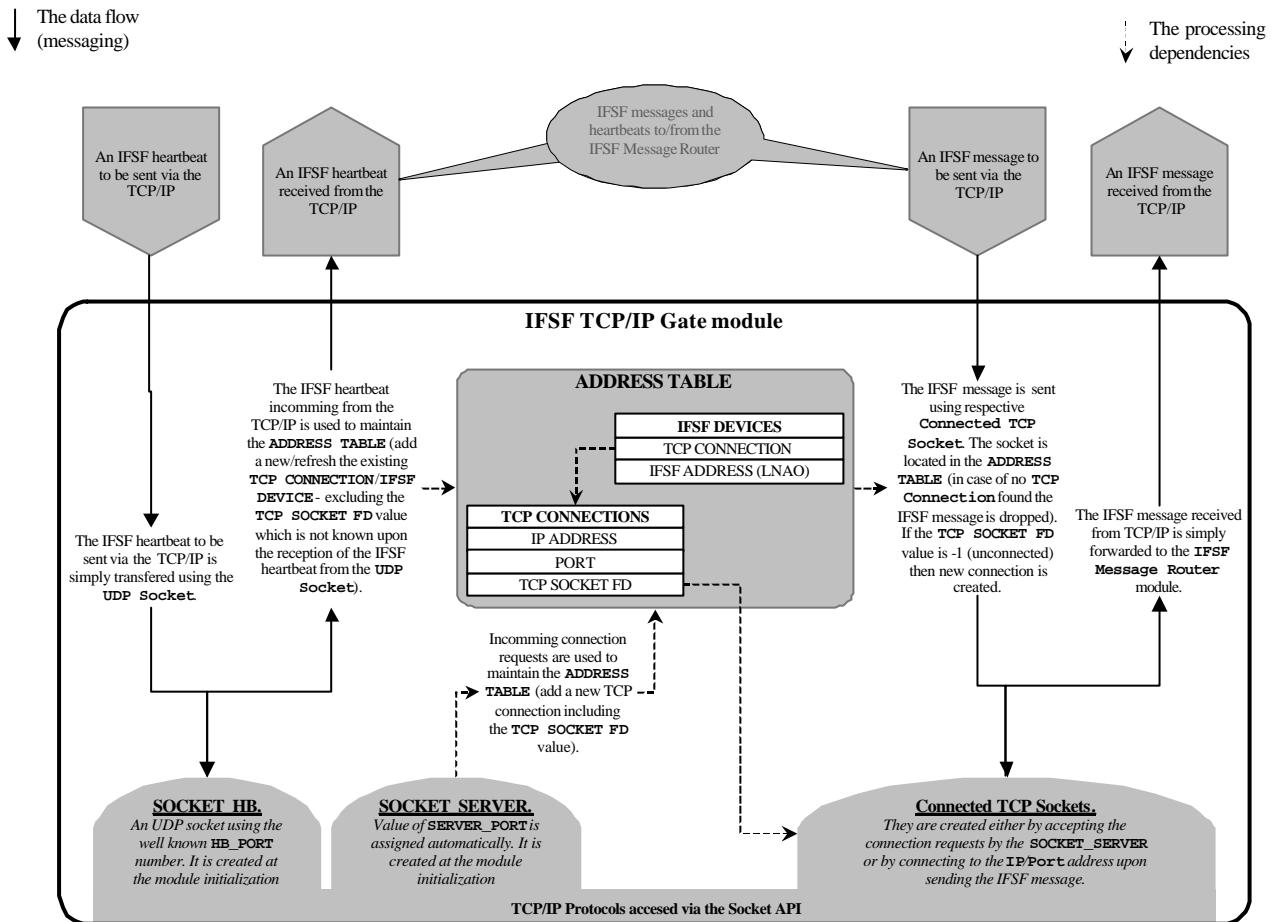 The data flow
(messaging)
The processing
dependencies
An IFSF heartbeat
to be sent via the
TCP/IP
An IFSF heartbeat
received from the
TCP/IP
IFSF messages and
heartbeats to/from the
IFSF Message Router
An IFSF message to
be sent via the
TCP/IP
An IFSF message
received from the
TCP/IP
IFSF TCP/IP Gate module
The IFSF heartbeat to be
sent via the TCP/IP is
simply transfered using the
UDP Socket.
The IFSF heartbeat
incomming from the
TCP/IP is used to maintain
the ADDRESS TABLE (add
a new/refresh the existing
TCP CONNECTION/IFSF
DEVICE - excluding the
TCP SOCKET FD value
which is not known upon
the reception of the IFSF
heartbeat from the UDP
Socket).
ADDRESS TABLE
IFSF DEVICES
TCP CONNECTION
IFSF ADDRESS (LNAO)
TCP CONNECTIONS
IP ADDRESS
PORT
TCP SOCKET FD
Incomming connection
requests are used to
maintain the ADDRESS
TABLE (add a new TCP
connection including
the TCP SOCKET FD
value).
The IFSF message is sent
using respective
Connected TCP
Socket. The socket is
located in the ADDRESS
TABLE (in case of no TCP
Connection found the
IFSF message is dropped).
If the TCP SOCKET FD
value is -1 (unconnected)
then new connection is
created.
The IFSF message received
from TCP/IP is simply
forwarded to the IFSF
Message Router
module.
SOCKET_HB.
An UDP socket using the
well known HB_PORT
number. It is created at
the module initialization
SOCKET_SERVER.
Value of SERVER_PORT is
assigned automatically. It is
created at the module
initialization
Connected TCP Sockets.
They are created either by accepting the
connection requests by the SOCKET_SERVER
or by connecting to the IP/Port address upon
sending the IFSF message.
TCP/IP Protocols accesed via the Socket API